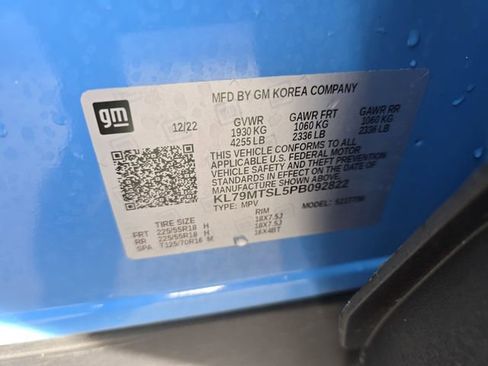 MFD BY GM KOREA COMPANY
gm
12/22
GVWR
1930 KG
4255 LB
GAWR FRT
1060 KG
2336 LB
GAWR RR
1060 KG
2336 LB
THIS VEHICLE CONFORMS TO ALL
APPLICABLE U.S. FEDERAL MOTOR
VEHICLE SAFETY AND THEFT
PREVENTION STANDARDS IN EFFECT
ON THE DATE OF MANUFACTURE
SHOWN ABOVE.
KL79MTSL5PB092822
TYPE: MPV
MODEL:
TIRE SIZE RIM
FRT 225/55R18 H 18X7.5J
RR 225/55R18 H 18X7.5J
SPA T125/70R16 M 16X4BT